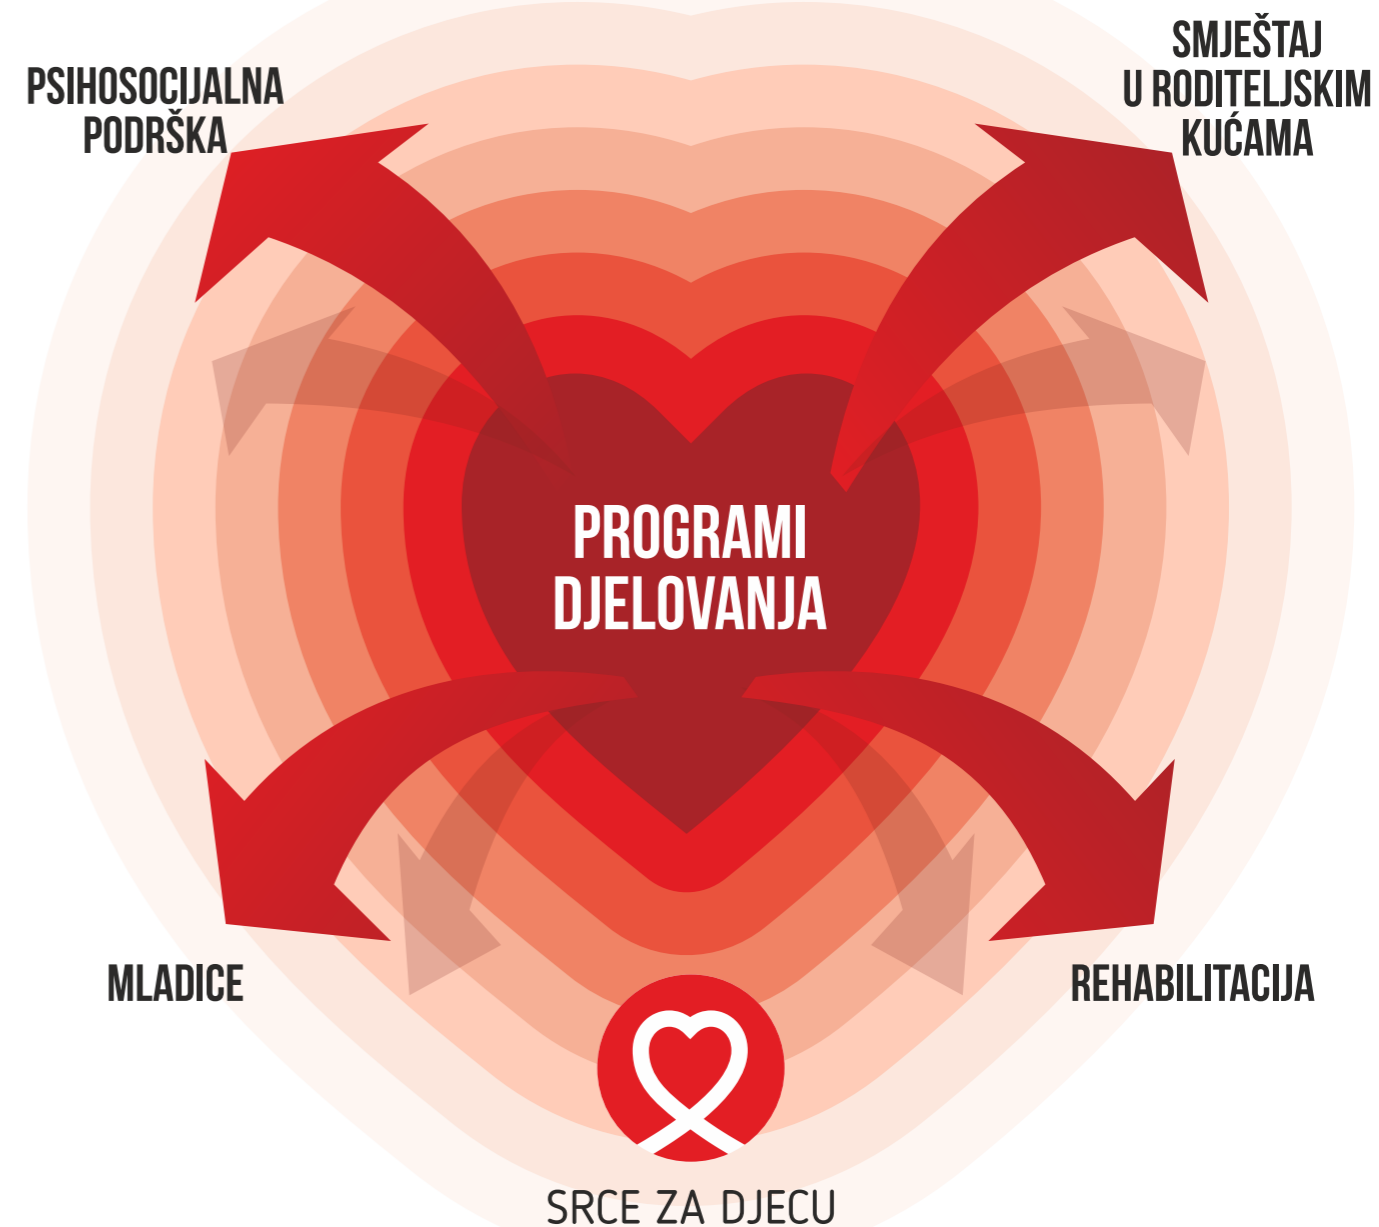 PSIHOSOCIJALNA
PODRŠKA
SMJEŠTAJ
U RODITELJSKIM
KUĆAMA
PROGRAMI
DJELOVANJA
MLADICE
REHABILITACIJA
SRCE ZA DJECU